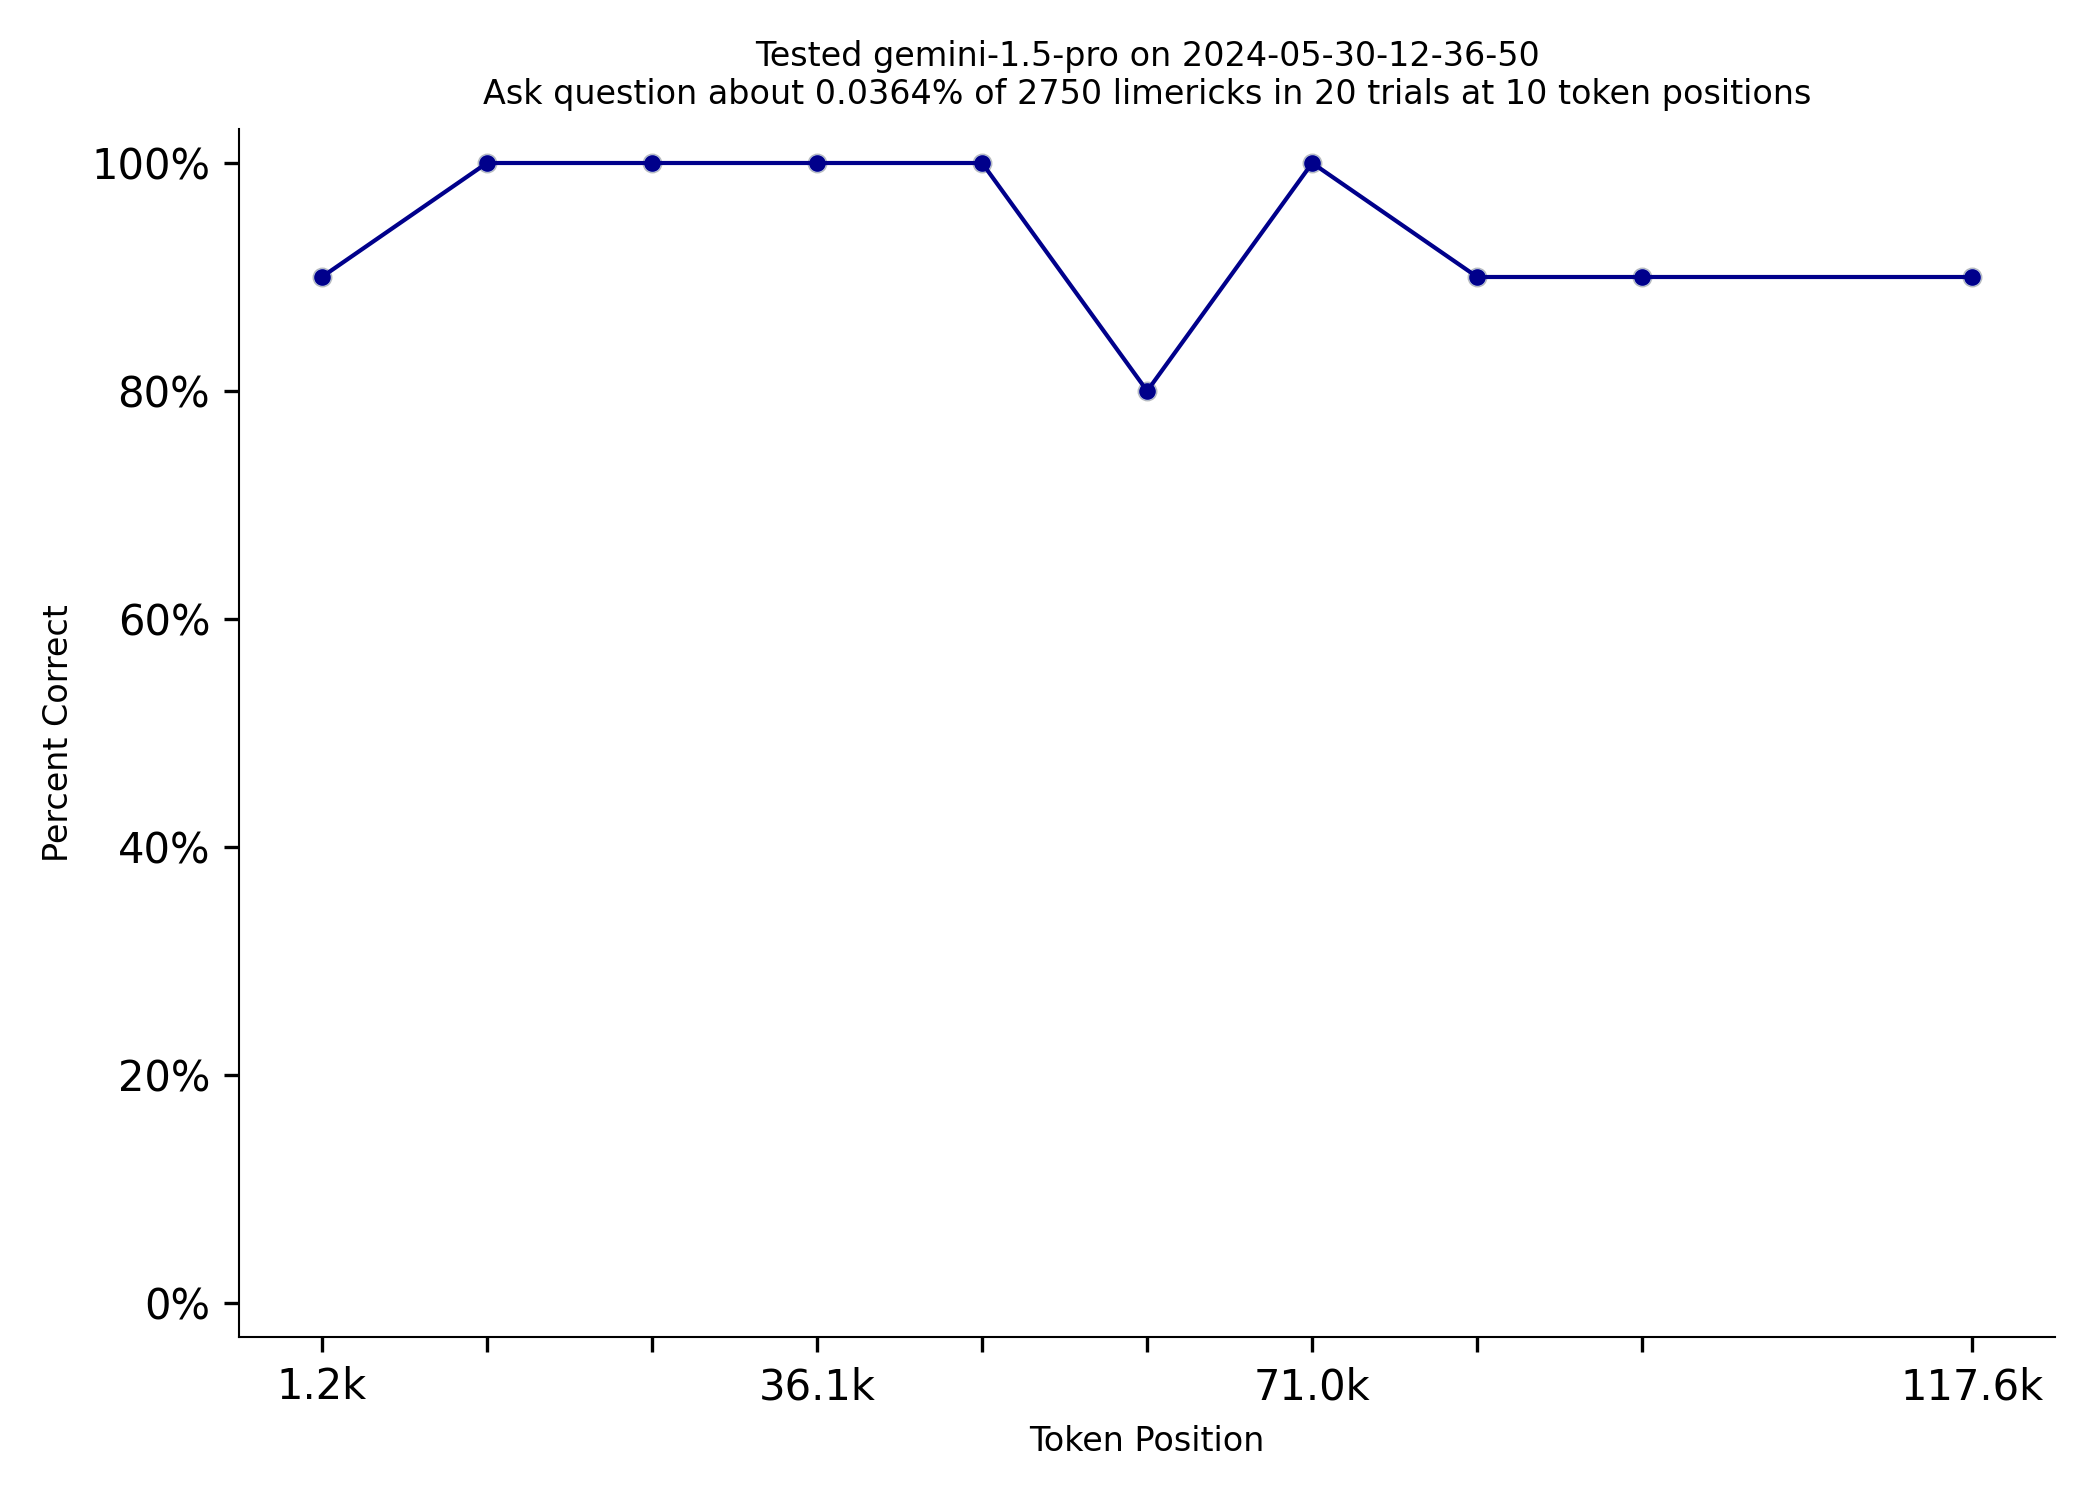 Tested gemini-1.5-pro on 2024-05-30-12-36-50
Ask question about 0.0364% of 2750 limericks in 20 trials at 10 token positions
100%
80%
60%
40%
20%
0%
Percent Correct
1.2k 36.1k 71.0k 117.6k
Token Position